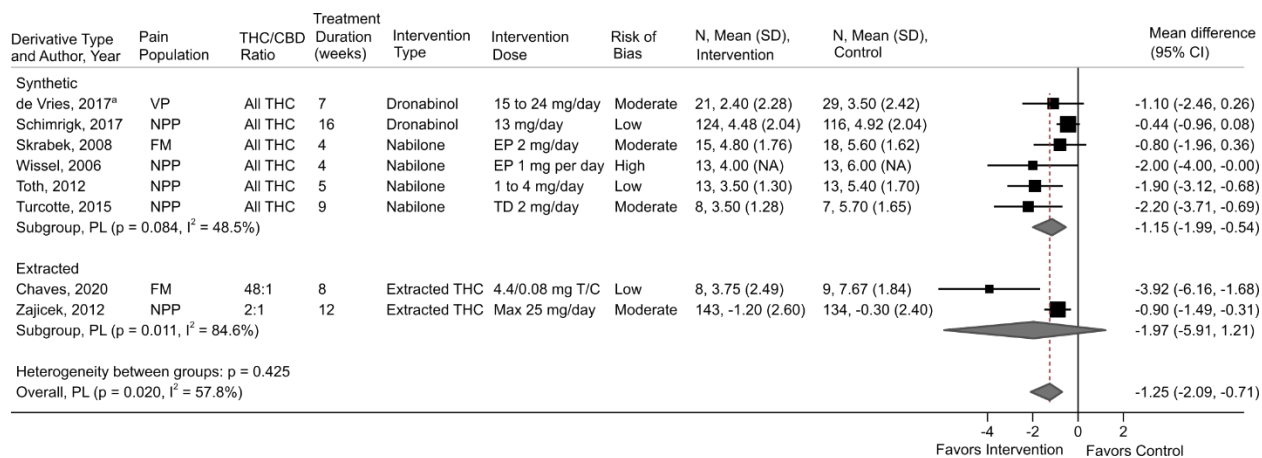 Derivative Type and Author, Year Pain Population THC/CBD Ratio Treatment Duration (weeks) Intervention Type Intervention Dose Risk of Bias N, Mean (SD), Intervention N, Mean (SD), Control Mean difference (95% CI)
Synthetic
de Vries, 2017ᵃ VP All THC 7 Dronabinol 15 to 24 mg/day Moderate 21, 2.40 (2.28) 29, 3.50 (2.42) -1.10 (-2.46, 0.26)
Schimrigk, 2017 NPP All THC 16 Dronabinol 13 mg/day Low 124, 4.48 (2.04) 116, 4.92 (2.04) -0.44 (-0.96, 0.08)
Skrabek, 2008 FM All THC 4 Nabilone EP 2 mg/day Moderate 15, 4.80 (1.76) 18, 5.60 (1.62) -0.80 (-1.96, 0.36)
Wissel, 2006 NPP All THC 4 Nabilone EP 1 mg per day High 13, 4.00 (NA) 13, 6.00 (NA) -2.00 (-4.00, -0.00)
Toth, 2012 NPP All THC 5 Nabilone 1 to 4 mg/day Low 13, 3.50 (1.30) 13, 5.40 (1.70) -1.90 (-3.12, -0.68)
Turcotte, 2015 NPP All THC 9 Nabilone TD 2 mg/day Moderate 8, 3.50 (1.28) 7, 5.70 (1.65) -2.20 (-3.71, -0.69)
Subgroup, PL (p = 0.084, I² = 48.5%) -1.15 (-1.99, -0.54)
Extracted
Chaves, 2020 FM 48:1 8 Extracted THC 4.4/0.08 mg T/C Low 8, 3.75 (2.49) 9, 7.67 (1.84) -3.92 (-6.16, -1.68)
Zajicek, 2012 NPP 2:1 12 Extracted THC Max 25 mg/day Moderate 143, -1.20 (2.60) 134, -0.30 (2.40) -0.90 (-1.49, -0.31)
Subgroup, PL (p = 0.011, I² = 84.6%) -1.97 (-5.91, 1.21)
Heterogeneity between groups: p = 0.425
Overall, PL (p = 0.020, I² = 57.8%) -1.25 (-2.09, -0.71)
-4 -2 0 2
Favors Intervention Favors Control